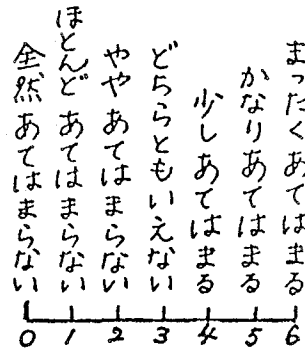 全然あてはまらない
ほとんどあてはまらない
ややあてはまらない
どちらともいえない
少しあてはまる
かなりあてはまる
まったくあてはまる
0 1 2 3 4 5 6